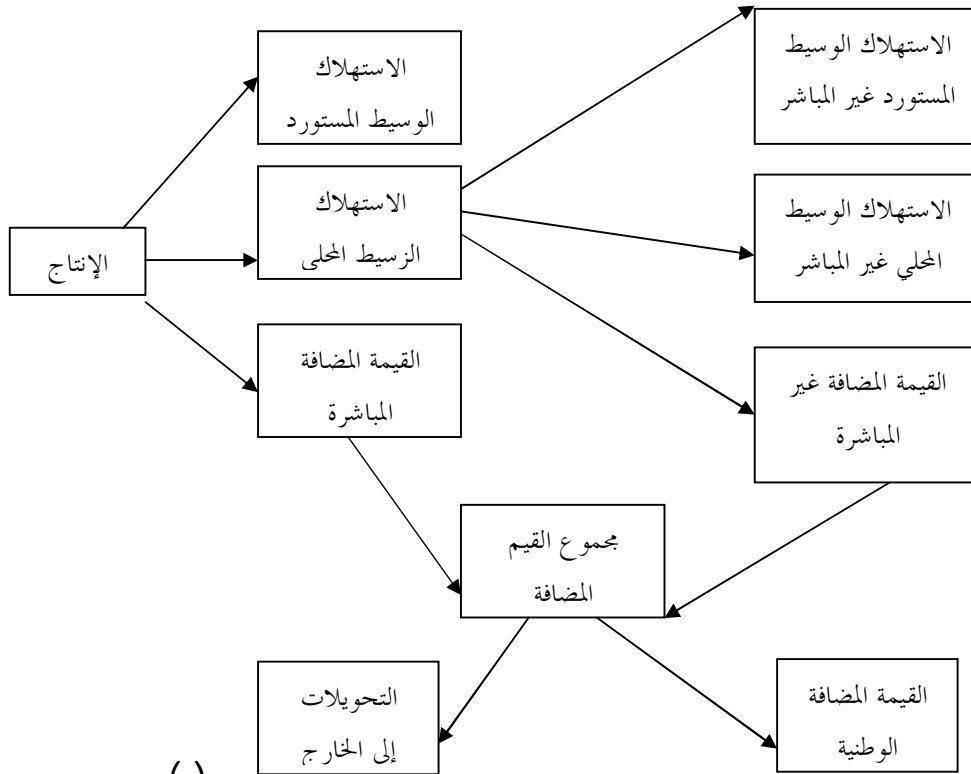 الاستهلاك
الوسيط المستورد
الاستهلاك الوسيط
المستورد غير المباشر
الإنتاج
الاستهلاك
الزسيط المحلى
الاستهلاك الوسيط
المحلي غير المباشر
القيمة المضافة
المباشرة
القيمة المضافة غير
المباشرة
مجموع القيم
المضافة
التحويلات
إلى الخارج
القيمة المضافة
الوطنية
( )